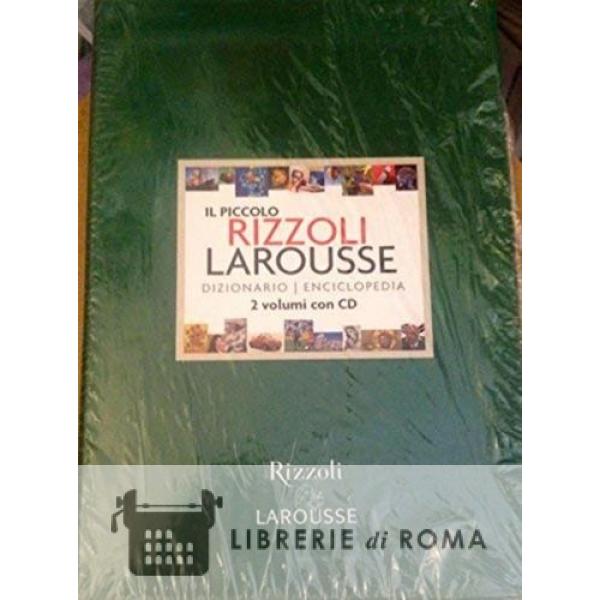 IL PICCOLO
RIZZOLI
LAROUSSE
DIZIONARIO | ENCICLOPEDIA
2 volumi con CD
Rizzoli
LAROUSSE
LIBRERIE di ROMA